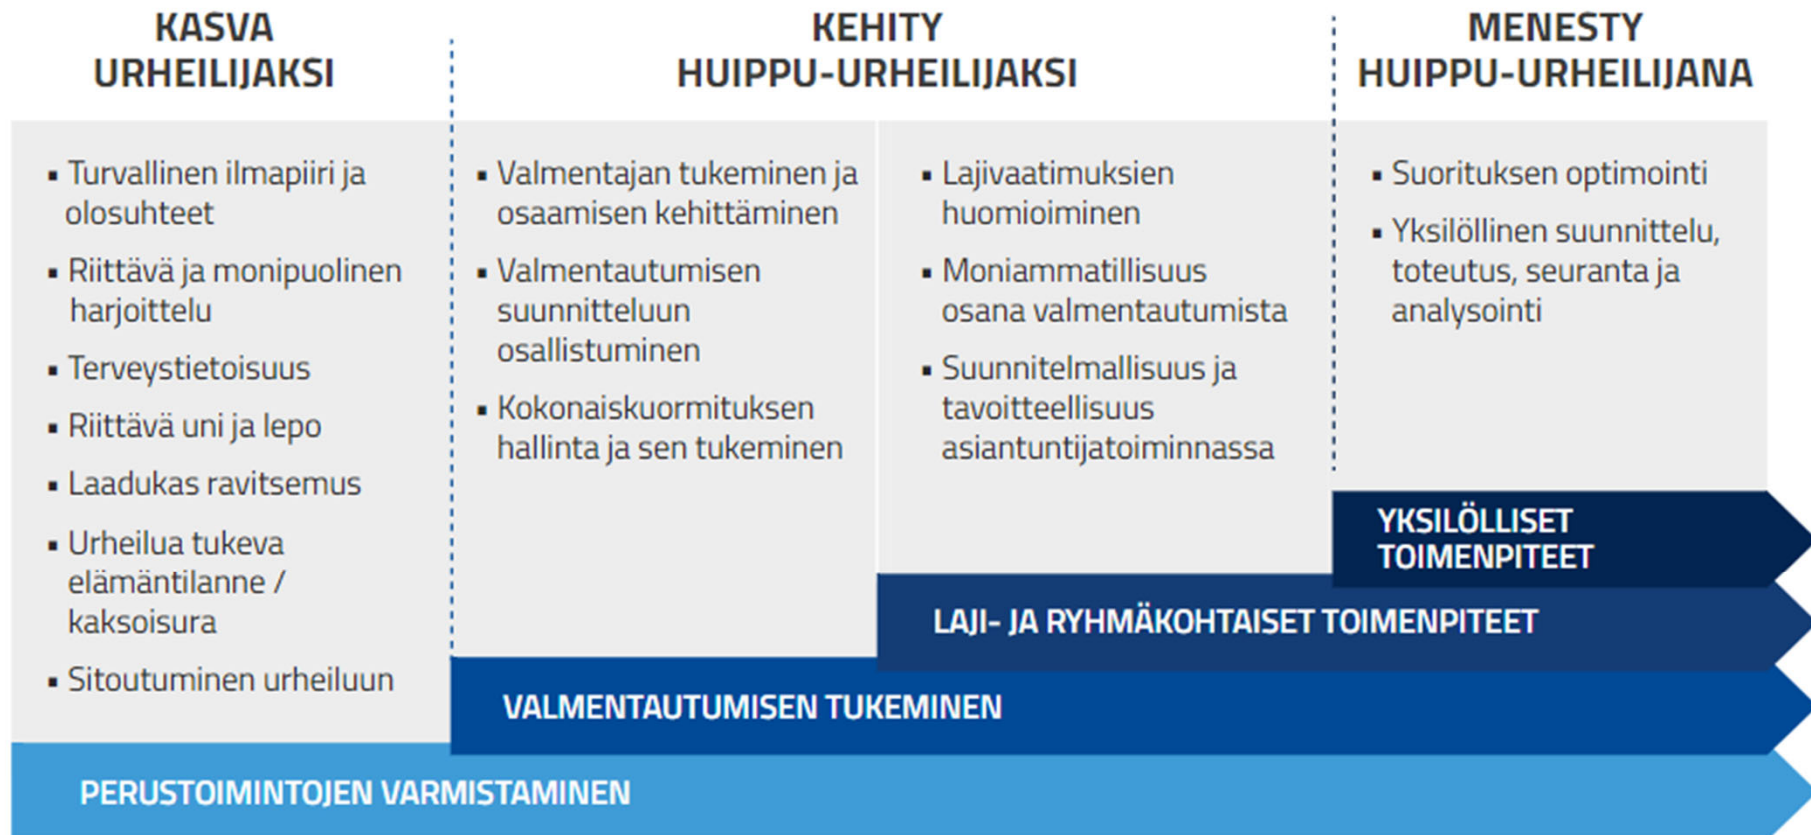 KASVA
URHEILIJAKSI
KEHITY
HUIPPU-URHEILIJAKSI
MENESTY
HUIPPU-URHEILIJANA
▪ Turvallinen ilmapiiri ja
olosuhteet
▪ Riittävä ja monipuolinen
harjoittelu
▪ Terveystietoisuus
▪ Riittävä uni ja lepo
▪ Laadukas ravitsemus
▪ Urheilua tukeva
elämäntilanne /
kaksoisura
▪ Sitoutuminen urheiluun
▪ Valmentajan tukeminen ja
osaamisen kehittäminen
▪ Valmentautumisen
suunnitteluun
osallistuminen
▪ Kokonaiskuormituksen
hallinta ja sen tukeminen
▪ Lajivaatimuksien
huomioiminen
▪ Moniammatillisuus
osana valmentautumista
▪ Suunnitelmallisuus ja
tavoitteellisuus
asiantuntijatoiminnassa
▪ Suorituksen optimointi
▪ Yksilöllinen suunnittelu,
toteutus, seuranta ja
analysointi
YKSILÖLLISET
TOIMENPITEET
LAJI- JA RYHMÄKOHTAISET TOIMENPITEET
VALMENTAUTUMISEN TUKEMINEN
PERUSTOIMINTOJEN VARMISTAMINEN